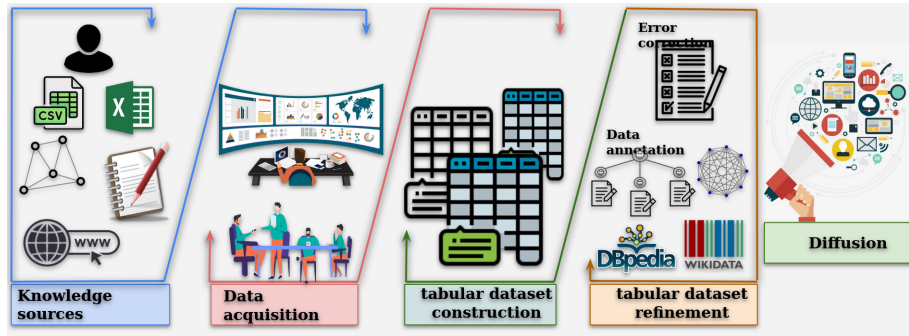 CSV
X
WWW
Knowledge
sources
Data
acquisition
tabular dataset
construction
Error
correction
Data
annotation
DBpedia
WIKIDATA
tabular dataset
refinement
Diffusion